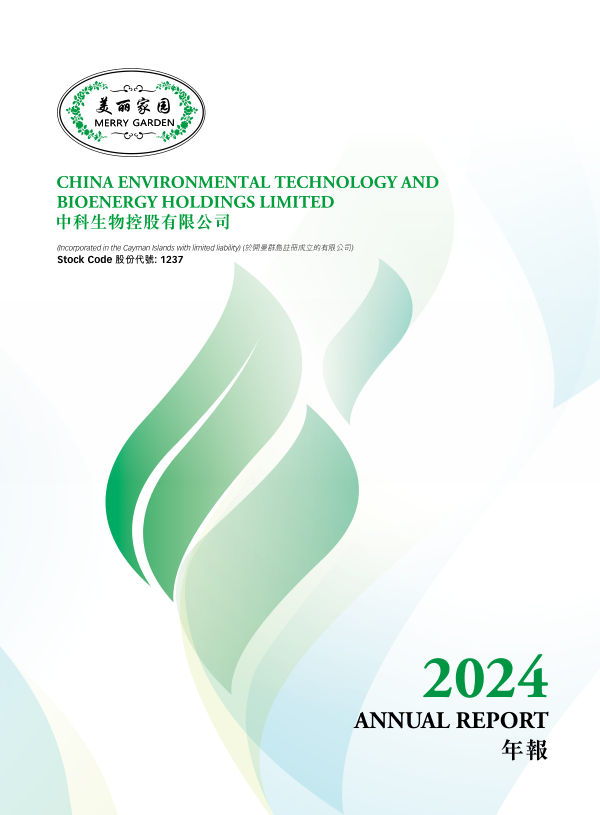 美丽家园
MERRY GARDEN
CHINA ENVIRONMENTAL TECHNOLOGY AND
BIOENERGY HOLDINGS LIMITED
中科生物控股有限公司
(Incorporated in the Cayman Islands with limited liability) (於開曼群島註冊成立的有限公司)
Stock Code 股份代號: 1237
2024
ANNUAL REPORT
年報